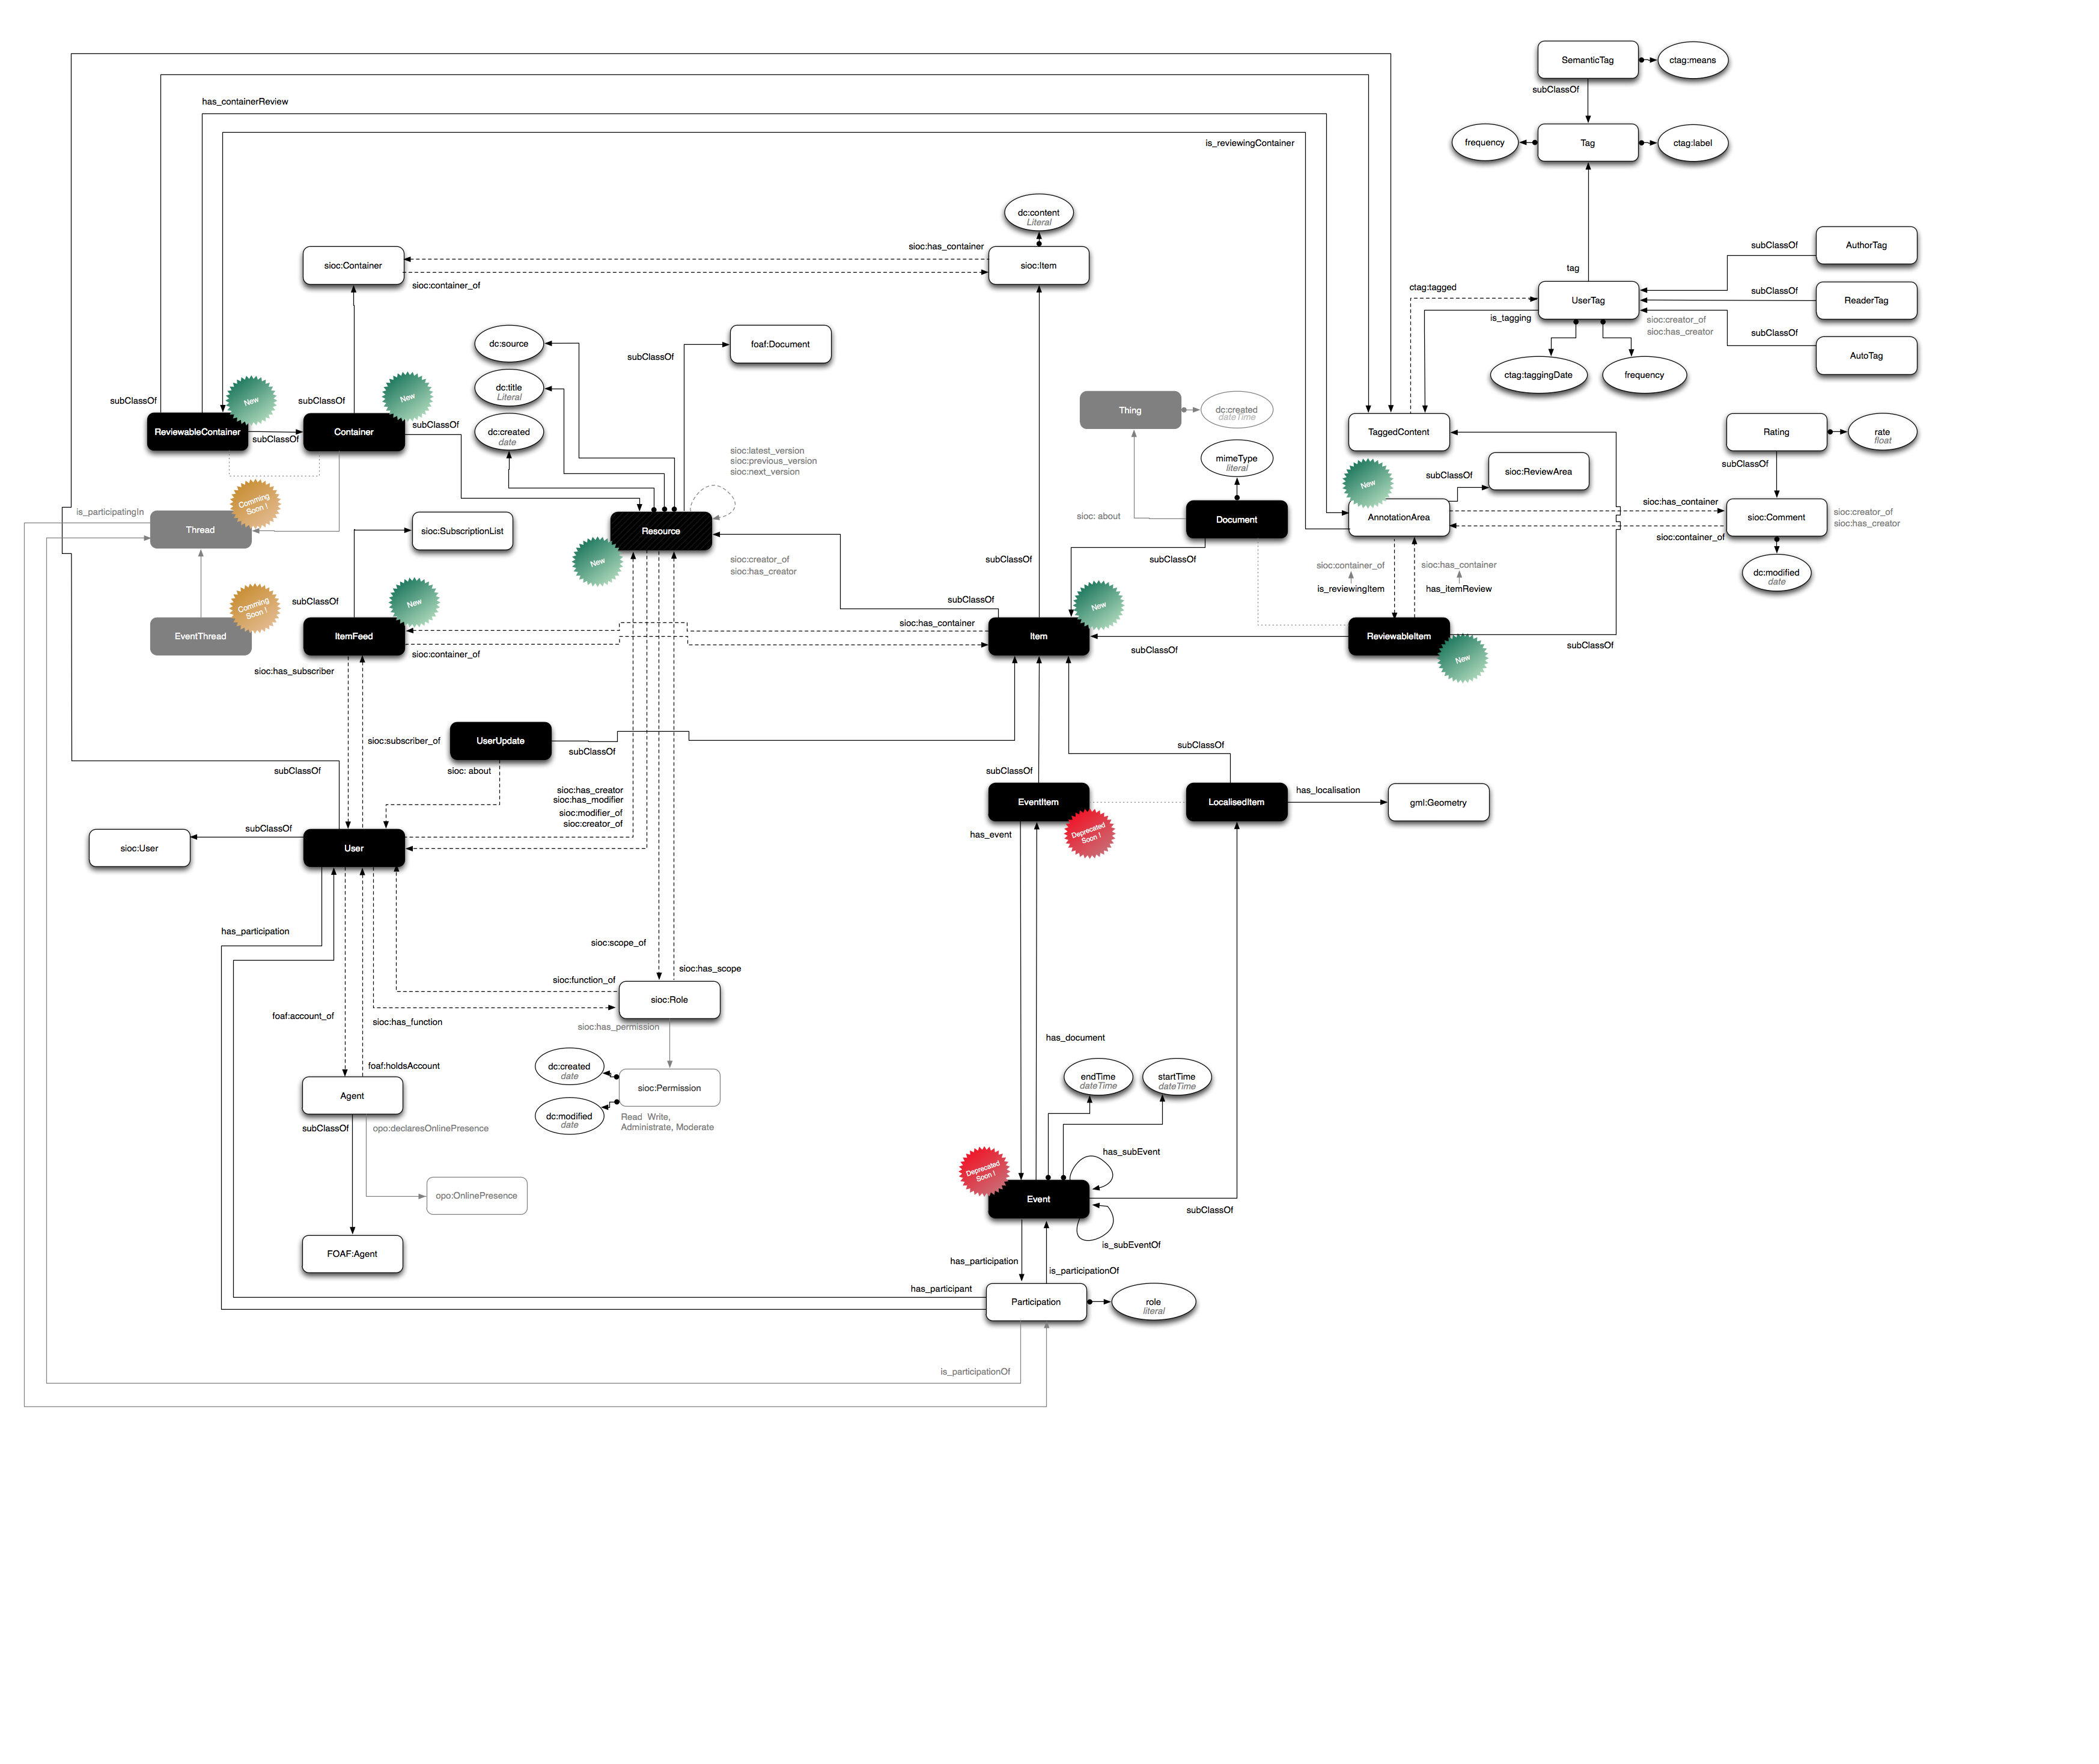 SemanticTag
ctag:means
subClassOf
has_containerReview
is_reviewingContainer
frequency
Tag
ctag:label
dc:content
Literal
sioc:has_container
sioc:Container
sioc:Item
sioc:container_of
AuthorTag
subClassOf
tag
ctag:tagged
UserTag
subClassOf
ReaderTag
is_tagging
sioc:creator_of
sioc:has_creator
subClassOf
AutoTag
ctag:taggingDate
frequency
dc:source
subClassOf
foaf:Document
dc:title
Literal
dc:created
date
subClassOf
New
subClassOf
New
ReviewableContainer
subClassOf
Container
subClassOf
Thing
dc:created
dateTime
TaggedContent
Rating
rate
float
subClassOf
sioc:latest_version
sioc:previous_version
sioc:next_version
mimeType
literal
New
subClassOf
sioc:ReviewArea
Comming
Soon !
is_participatingIn
Thread
sioc:SubscriptionList
Resource
New
sioc:creator_of
sioc:has_creator
sioc: about
Document
AnnotationArea
sioc:has_container
sioc:container_of
sioc:Comment
sioc:creator_of
sioc:has_creator
dc:modified
date
subClassOf
subClassOf
sioc:container_of
is_reviewingItem
sioc:has_container
has_itemReview
Comming
Soon !
subClassOf
New
EventThread
ItemFeed
subClassOf
sioc:has_container
sioc:container_of
Item
New
subClassOf
ReviewableItem
New
subClassOf
sioc:has_subscriber
sioc:subscriber_of
UserUpdate
subClassOf
sioc: about
subClassOf
subClassOf
subClassOf
sioc:has_creator
sioc:has_modifier
sioc:modifier_of
sioc:creator_of
EventItem
Deprecated
Soon !
LocalisedItem
has_localisation
gml:Geometry
has_event
subClassOf
sioc:User
User
has_participation
sioc:scope_of
sioc:has_scope
sioc:function_of
sioc:Role
foaf:account_of
sioc:has_function
sioc:has_permission
has_document
foaf:holdsAccount
dc:created
date
sioc:Permission
endTime
dateTime
startTime
dateTime
Agent
dc:modified
date
Read Write,
Administrate, Moderate
subClassOf
opo:declaresOnlinePresence
has_subEvent
Deprecated
Soon !
opo:OnlinePresence
Event
subClassOf
FOAF:Agent
is_subEventOf
has_participation
is_participationOf
has_participant
Participation
role
literal
is_participationOf